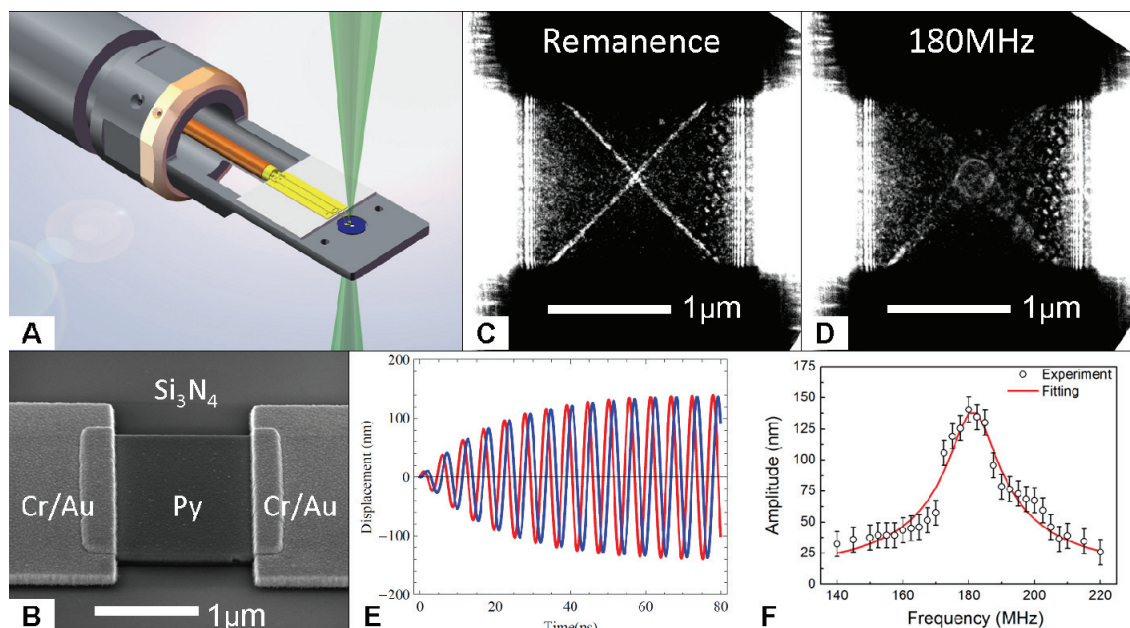 A
Remanence
1μm
C
180MHz
1μm
D
Si₃N₄
Cr/Au
Py
Cr/Au
1μm
B
Displacement (nm)
200
100
0
−100
−200
0
20
40
60
80
Time(ns)
E
Amplitude (nm)
175
150
125
100
75
50
25
0
Experiment
Fitting
140
160
180
200
220
Frequency (MHz)
F